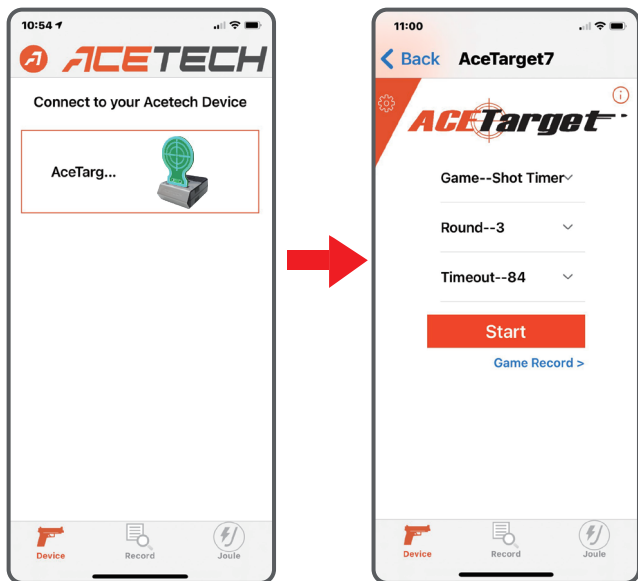 10:54
ACETECH
Connect to your Acetech Device
AceTarg...
Device Record Joule
11:00
Back AceTarget7
ACETarget
Game--Shot Timer
Round--3
Timeout--84
Start
Game Record >
Device Record Joule